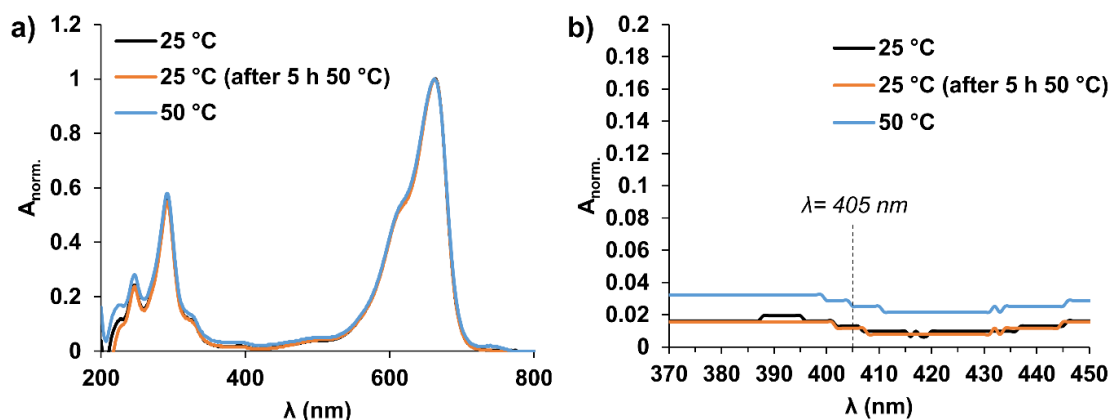 a)
A norm.
1.2
1
0.8
0.6
0.4
0.2
0
25 °C
25 °C (after 5 h 50 °C)
50 °C
200 400 600 800
λ (nm)
b)
A norm.
0.2
0.18
0.16
0.14
0.12
0.1
0.08
0.06
0.04
0.02
0
25 °C
25 °C (after 5 h 50 °C)
50 °C
λ= 405 nm
370 380 390 400 410 420 430 440 450
λ (nm)